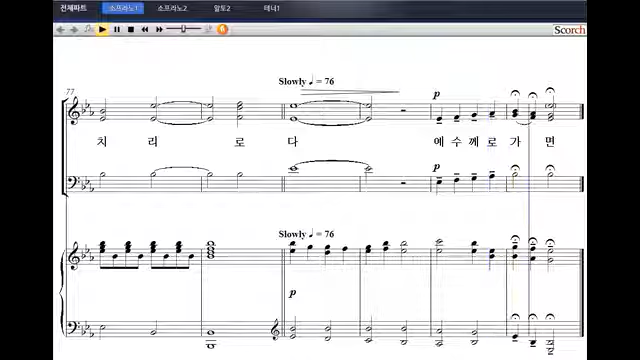 전체파트 소프라노1 소프라노2 알토2 테너1
Scorch
77
Slowly ♩ = 76
p
치 리 로 다 예 수 께 로 가 면
p
Slowly ♩ = 76
p